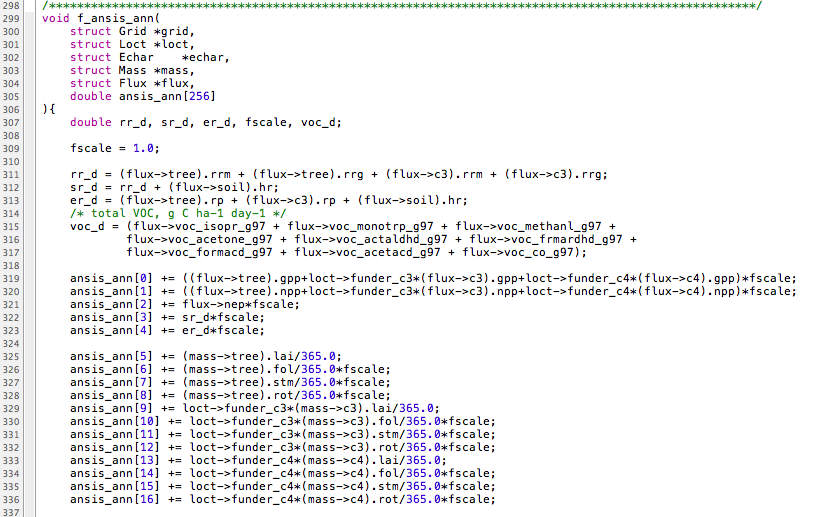 298 /*****************************************************************************************************/
299 void f_ansis_ann(
300     struct Grid *grid,
301     struct Loct *loct,
302     struct Echar    *echar,
303     struct Mass *mass,
304     struct Flux *flux,
305     double ansis_ann[256]
306 ){
307     double rr_d, sr_d, er_d, fscale, voc_d;
308
309     fscale = 1.0;
310
311     rr_d = (flux->tree).rrm + (flux->tree).rrg + (flux->c3).rrm + (flux->c3).rrg;
312     sr_d = rr_d + (flux->soil).hr;
313     er_d = (flux->tree).rp + (flux->c3).rp + (flux->soil).hr;
314     /* total VOC, g C ha-1 day-1 */
315     voc_d = (flux->voc_isopr_g97 + flux->voc_monotrp_g97 + flux->voc_methanl_g97 +
316             flux->voc_acetone_g97 + flux->voc_actaldhd_g97 + flux->voc_frmardhd_g97 +
317             flux->voc_formacd_g97 + flux->voc_acetacd_g97 + flux->voc_co_g97);
318
319     ansis_ann[0] += ((flux->tree).gpp+loct->funder_c3*(flux->c3).gpp+loct->funder_c4*(flux->c4).gpp)*fscale;
320     ansis_ann[1] += ((flux->tree).npp+loct->funder_c3*(flux->c3).npp+loct->funder_c4*(flux->c4).npp)*fscale;
321     ansis_ann[2] += flux->nep*fscale;
322     ansis_ann[3] += sr_d*fscale;
323     ansis_ann[4] += er_d*fscale;
324
325     ansis_ann[5] += (mass->tree).lai/365.0;
326     ansis_ann[6] += (mass->tree).fol/365.0*fscale;
327     ansis_ann[7] += (mass->tree).stm/365.0*fscale;
328     ansis_ann[8] += (mass->tree).rot/365.0*fscale;
329     ansis_ann[9] += loct->funder_c3*(mass->c3).lai/365.0;
330     ansis_ann[10] += loct->funder_c3*(mass->c3).fol/365.0*fscale;
331     ansis_ann[11] += loct->funder_c3*(mass->c3).stm/365.0*fscale;
332     ansis_ann[12] += loct->funder_c3*(mass->c3).rot/365.0*fscale;
333     ansis_ann[13] += loct->funder_c4*(mass->c4).lai/365.0;
334     ansis_ann[14] += loct->funder_c4*(mass->c4).fol/365.0*fscale;
335     ansis_ann[15] += loct->funder_c4*(mass->c4).stm/365.0*fscale;
336     ansis_ann[16] += loct->funder_c4*(mass->c4).rot/365.0*fscale;
337